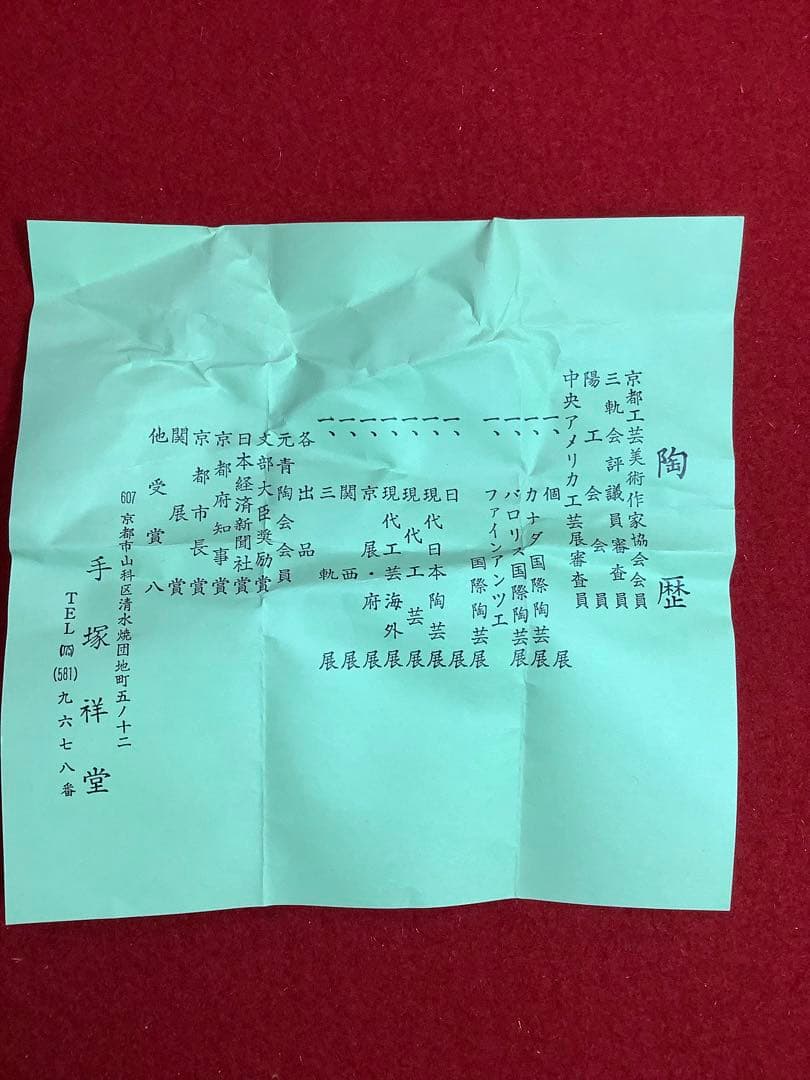 陶歴
京都工芸美術作家協会会員
三軌会評議員審査員
陽工会会員
中央アメリカ工芸展審査員
一、個展
一、カナダ国際陶芸展
一、バロリス国際陶芸展
一、ファインアンツエ
国際陶芸展
一、日展
一、現代日本陶芸展
一、現代工芸展
一、現代工芸海外展
一、京展・府展
一、関西展
一、三軌展
各出品
元青陶会会員
文部大臣奨励賞
日本経済新聞社賞
京都府知事賞
京都市長賞
関展賞
他受賞八
607 京都市山科区清水焼団地町五ノ十二
手塚祥堂
TEL (075) (581) 九六七八番